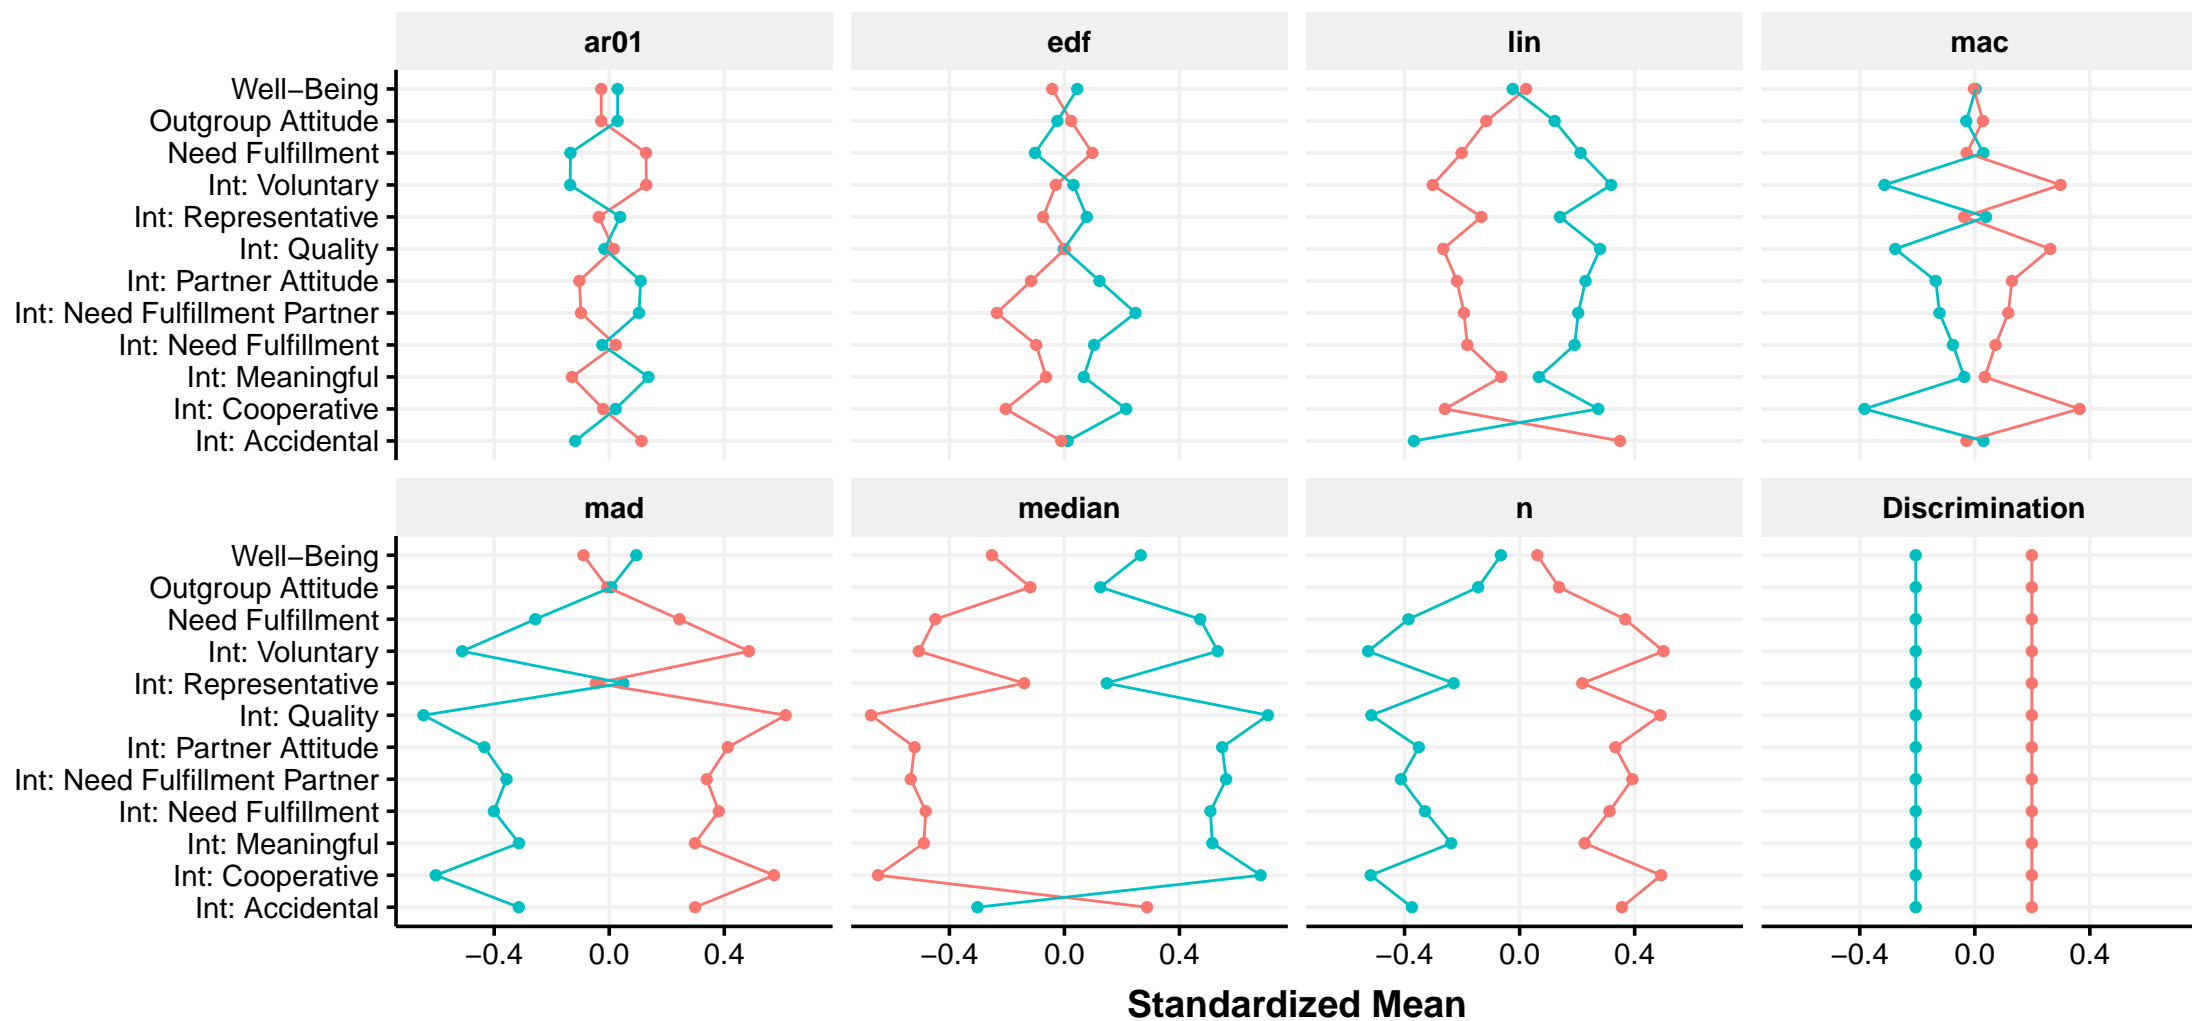 ar01 edf lin mac
Well−Being
Outgroup Attitude
Need Fulfillment
Int: Voluntary
Int: Representative
Int: Quality
Int: Partner Attitude
Int: Need Fulfillment Partner
Int: Need Fulfillment
Int: Meaningful
Int: Cooperative
Int: Accidental
mad median n Discrimination
Well−Being
Outgroup Attitude
Need Fulfillment
Int: Voluntary
Int: Representative
Int: Quality
Int: Partner Attitude
Int: Need Fulfillment Partner
Int: Need Fulfillment
Int: Meaningful
Int: Cooperative
Int: Accidental
−0.4 0.0 0.4 −0.4 0.0 0.4 −0.4 0.0 0.4 −0.4 0.0 0.4
Standardized Mean